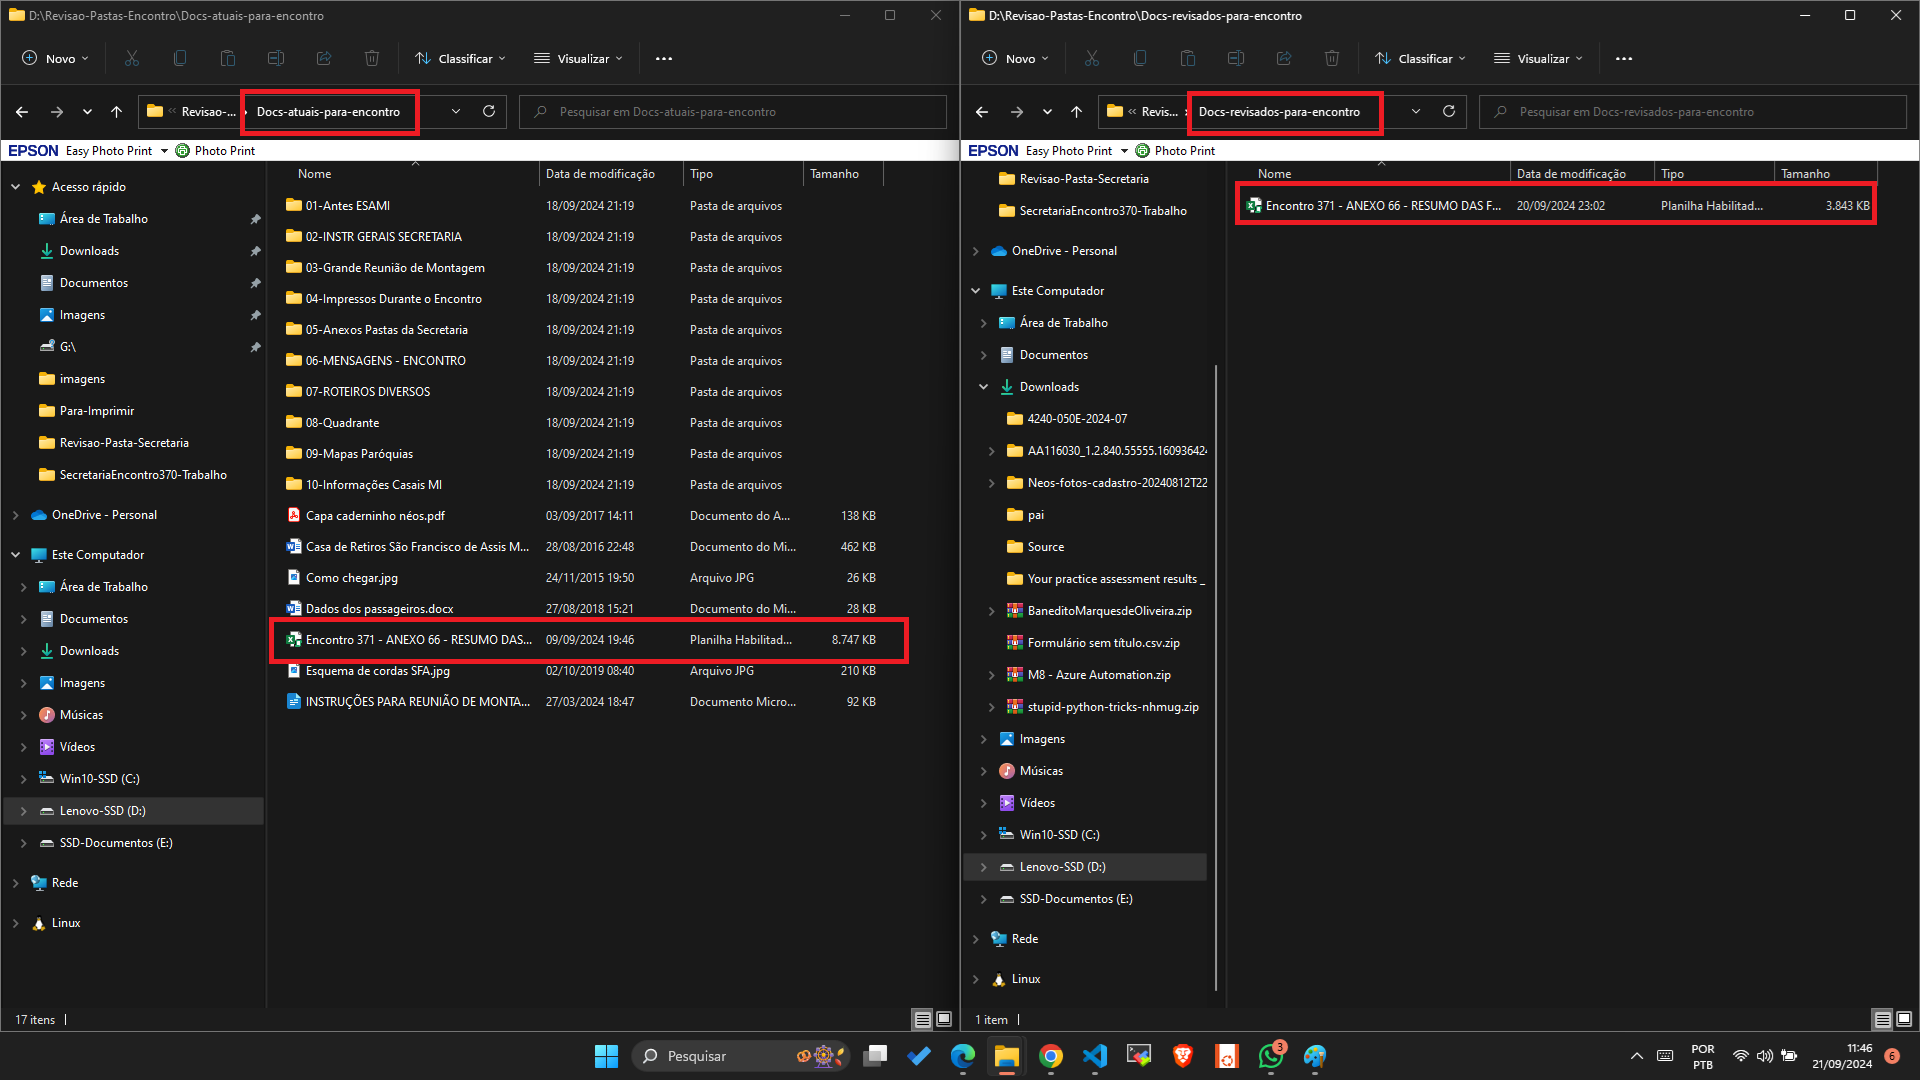 D:\Revisao-Pastas-Encontro\Docs-atuais-para-encontro
Novo
Classificar
Visualizar
Revisao-...
Docs-atuais-para-encontro
Pesquisar em Docs-atuais-para-encontro
EPSON Easy Photo Print Photo Print
Acesso rápido
Área de Trabalho
Downloads
Documentos
Imagens
G:\
imagens
Para-Imprimir
Revisao-Pasta-Secretaria
SecretariaEncontro370-Trabalho
OneDrive - Personal
Este Computador
Área de Trabalho
Documentos
Downloads
Imagens
Músicas
Vídeos
Win10-SSD (C:)
Lenovo-SSD (D:)
SSD-Documentos (E:)
Rede
Linux
Nome Data de modificação Tipo Tamanho
01-Antes ESAMI 18/09/2024 21:19 Pasta de arquivos
02-INSTR GERAIS SECRETARIA 18/09/2024 21:19 Pasta de arquivos
03-Grande Reunião de Montagem 18/09/2024 21:19 Pasta de arquivos
04-Impressos Durante o Encontro 18/09/2024 21:19 Pasta de arquivos
05-Anexos Pastas da Secretaria 18/09/2024 21:19 Pasta de arquivos
06-MENSAGENS - ENCONTRO 18/09/2024 21:19 Pasta de arquivos
07-ROTEIROS DIVERSOS 18/09/2024 21:19 Pasta de arquivos
08-Quadrante 18/09/2024 21:19 Pasta de arquivos
09-Mapas Paróquias 18/09/2024 21:19 Pasta de arquivos
10-Informações Casais MI 18/09/2024 21:19 Pasta de arquivos
Capa caderninho néos.pdf 03/09/2017 14:11 Documento do A... 138 KB
Casa de Retiros São Francisco de Assis M... 28/08/2016 22:48 Documento do Mi... 462 KB
Como chegar.jpg 24/11/2015 19:50 Arquivo JPG 26 KB
Dados dos passageiros.docx 27/08/2018 15:21 Documento do Mi... 28 KB
Encontro 371 - ANEXO 66 - RESUMO DAS... 09/09/2024 19:46 Planilha Habilitad... 8.747 KB
Esquema de cordas SFA.jpg 02/10/2019 08:40 Arquivo JPG 210 KB
INSTRUÇÕES PARA REUNIÃO DE MONTA... 27/03/2024 18:47 Documento Micro... 92 KB
17 itens
D:\Revisao-Pastas-Encontro\Docs-revisados-para-encontro
Novo
Classificar
Visualizar
Revis...
Docs-revisados-para-encontro
Pesquisar em Docs-revisados-para-encontro
EPSON Easy Photo Print Photo Print
Revisao-Pasta-Secretaria
SecretariaEncontro370-Trabalho
OneDrive - Personal
Este Computador
Área de Trabalho
Documentos
Downloads
4240-050E-2024-07
AA116030_1.2.840.55555.160936424
Neos-fotos-cadastro-20240812T22
pai
Source
Your practice assessment results _
BaneditoMarquesdeOliveira.zip
Formulário sem título.csv.zip
M8 - Azure Automation.zip
stupid-python-tricks-nhmug.zip
Imagens
Músicas
Vídeos
Win10-SSD (C:)
Lenovo-SSD (D:)
SSD-Documentos (E:)
Rede
Linux
Nome Data de modificação Tipo Tamanho
Encontro 371 - ANEXO 66 - RESUMO DAS F... 20/09/2024 23:02 Planilha Habilitad... 3.843 KB
1 item
Pesquisar
3
POR
PTB
11:46
21/09/2024
6